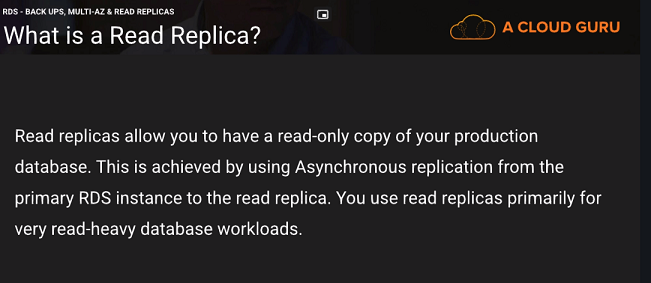 RDS - BACK UPS, MULTI-AZ & READ REPLICAS
What is a Read Replica?
A CLOUD GURU
Read replicas allow you to have a read-only copy of your production
database. This is achieved by using Asynchronous replication from the
primary RDS instance to the read replica. You use read replicas primarily for
very read-heavy database workloads.